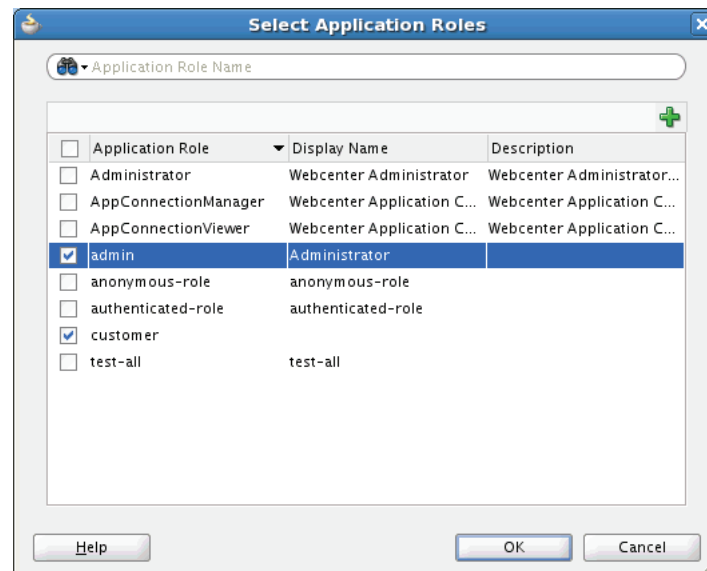 Select Application Roles
Application Role Name
Application Role Display Name Description
Administrator Webcenter Administrator Webcenter Administrator...
AppConnectionManager Webcenter Application C... Webcenter Application C...
AppConnectionViewer Webcenter Application C... Webcenter Application C...
admin Administrator
anonymous-role anonymous-role
authenticated-role authenticated-role
customer
test-all test-all
Help OK Cancel